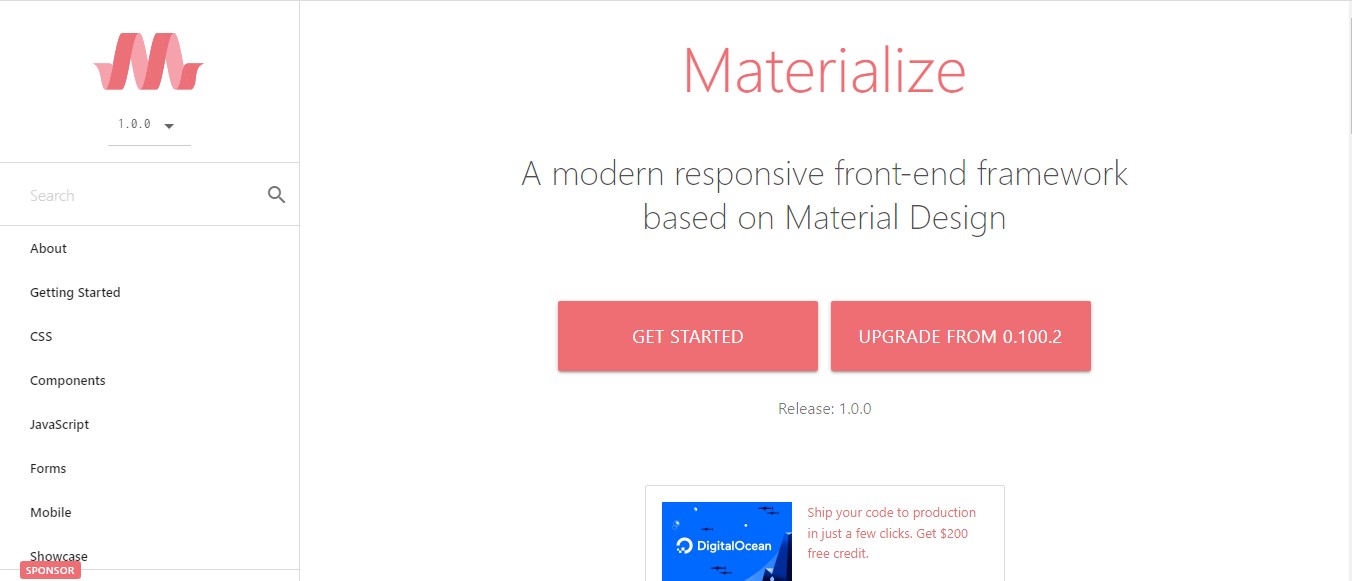 1.0.0
Search
About
Getting Started
CSS
Components
JavaScript
Forms
Mobile
Showcase
SPONSOR
Materialize
A modern responsive front-end framework
based on Material Design
GET STARTED
UPGRADE FROM 0.100.2
Release: 1.0.0
DigitalOcean
Ship your code to production
in just a few clicks. Get $200
free credit.